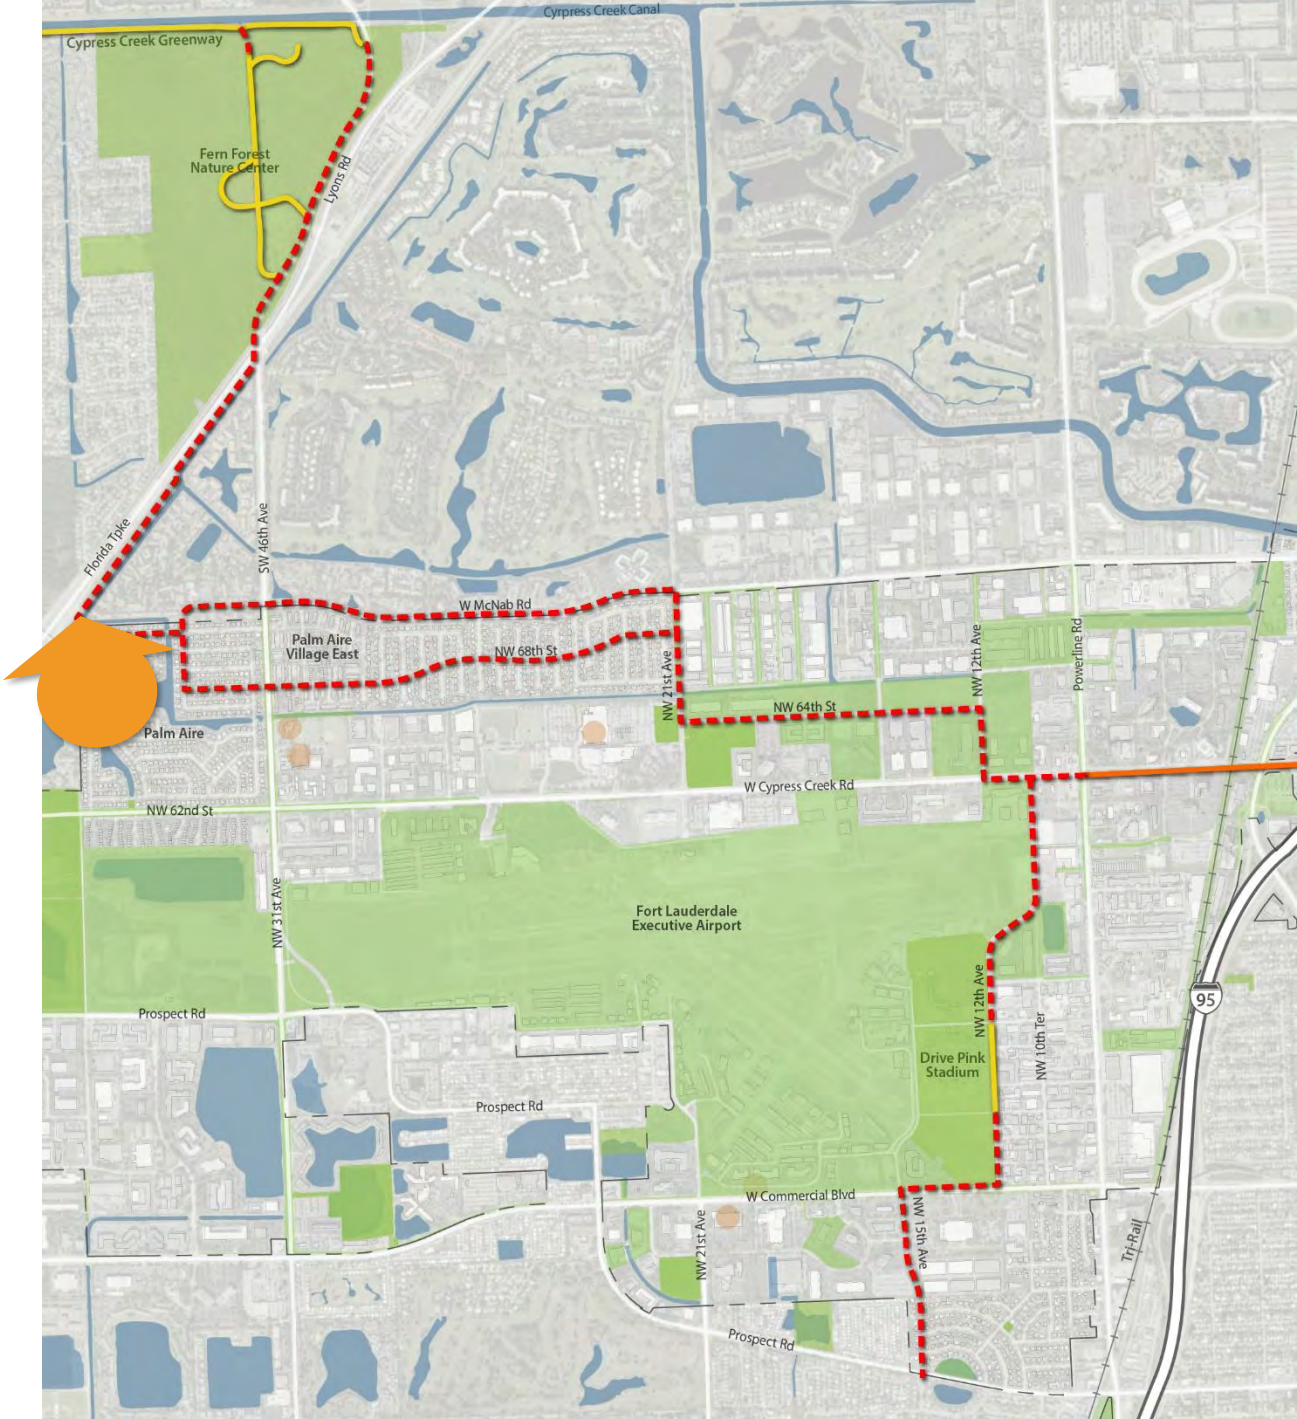 Cyrpress Creek Canal
Cypress Creek Greenway
Fern Forest
Nature Center
Lyons Rd
Florida Tpke
SW 46th Ave
W McNab Rd
Palm Aire
Village East
NW 68th St
NW 21st Ave
NW 12th Ave
Powerline Rd
NW 64th St
Palm Aire
W Cypress Creek Rd
NW 62nd St
NW 31st Ave
Fort Lauderdale
Executive Airport
NW 12th Ave
95
Prospect Rd
NW 10th Ter
Drive Pink
Stadium
Prospect Rd
W Commercial Blvd
NW 21st Ave
NW 15th Ave
Tri-Rail
Prospect Rd